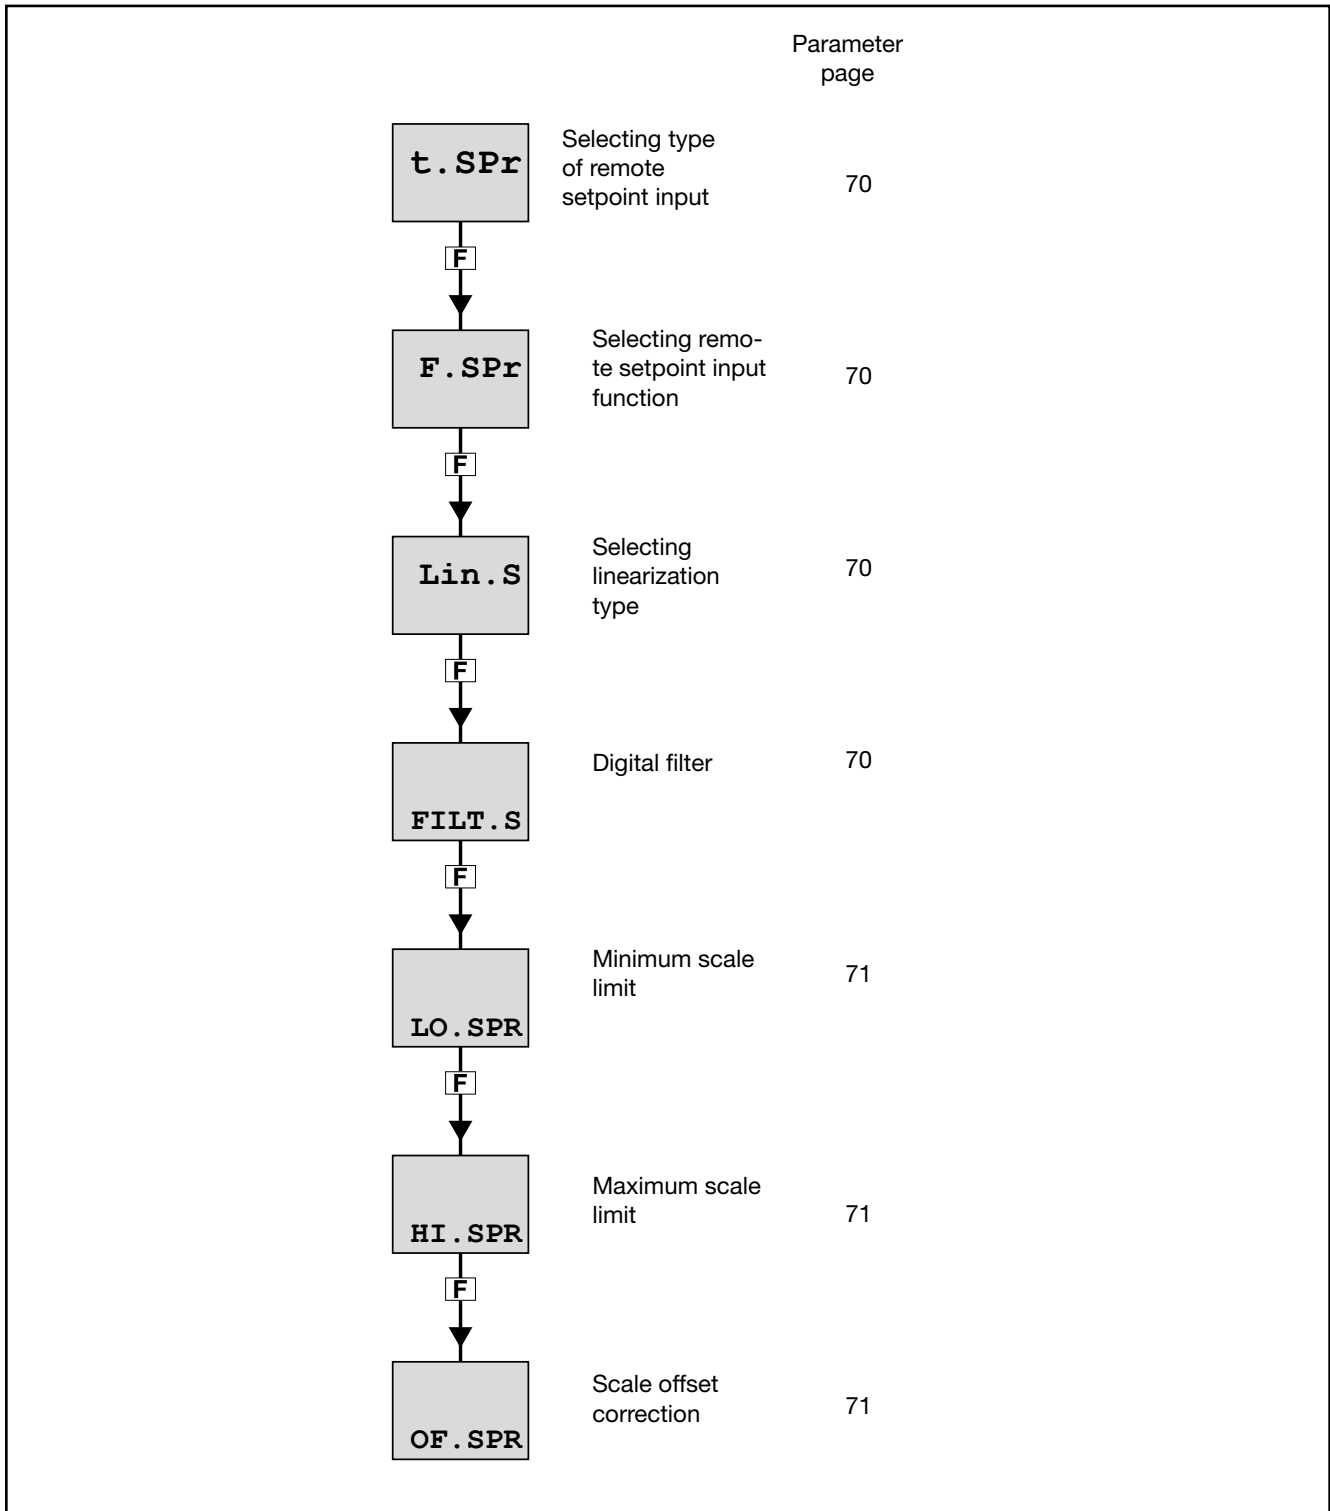 Parameter
page
t.SPr
Selecting type
of remote
setpoint input
70
F
F.SPr
Selecting remo-
te setpoint input
function
70
F
Lin.S
Selecting
linearization
type
70
F
FILT.S
Digital filter
70
F
LO.SPR
Minimum scale
limit
71
F
HI.SPR
Maximum scale
limit
71
F
OF.SPR
Scale offset
correction
71